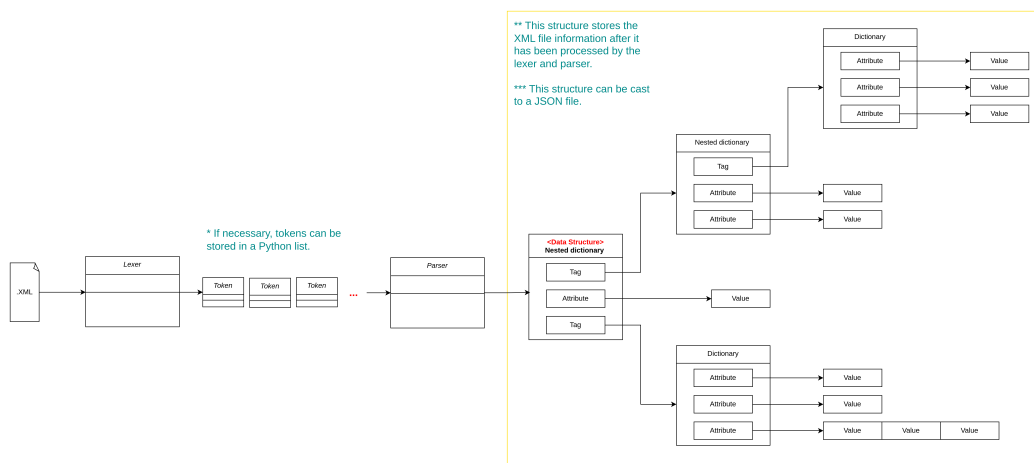 ** This structure stores the
XML file information after it
has been processed by the
lexer and parser.
*** This structure can be cast
to a JSON file.
Dictionary
Attribute
Value
Attribute
Value
Attribute
Value
Nested dictionary
Tag
Attribute
Value
Attribute
Value
* If necessary, tokens can be
stored in a Python list.
.XML
Lexer
Token
Token
Token
...
Parser
<Data Structure>
Nested dictionary
Tag
Attribute
Value
Tag
Dictionary
Attribute
Value
Attribute
Value
Attribute
Value
Value
Value